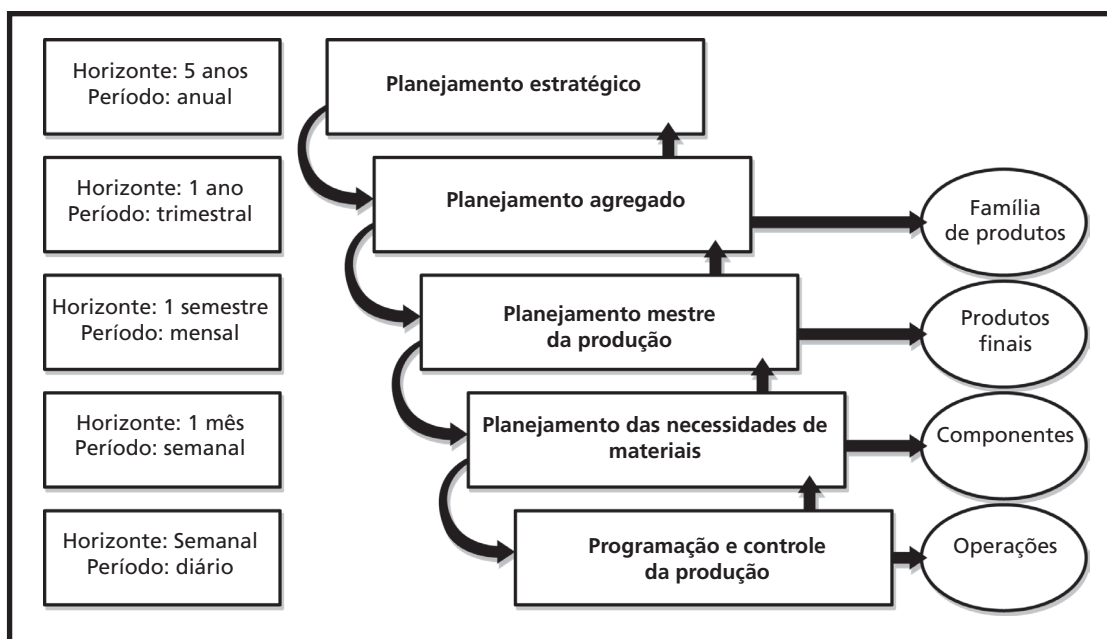 Horizonte: 5 anos
Período: anual
Planejamento estratégico
Horizonte: 1 ano
Período: trimestral
Planejamento agregado
Família
de produtos
Horizonte: 1 semestre
Período: mensal
Planejamento mestre
da produção
Produtos
finais
Horizonte: 1 mês
Período: semanal
Planejamento das necessidades de
materiais
Componentes
Horizonte: Semanal
Período: diário
Programação e controle
da produção
Operações